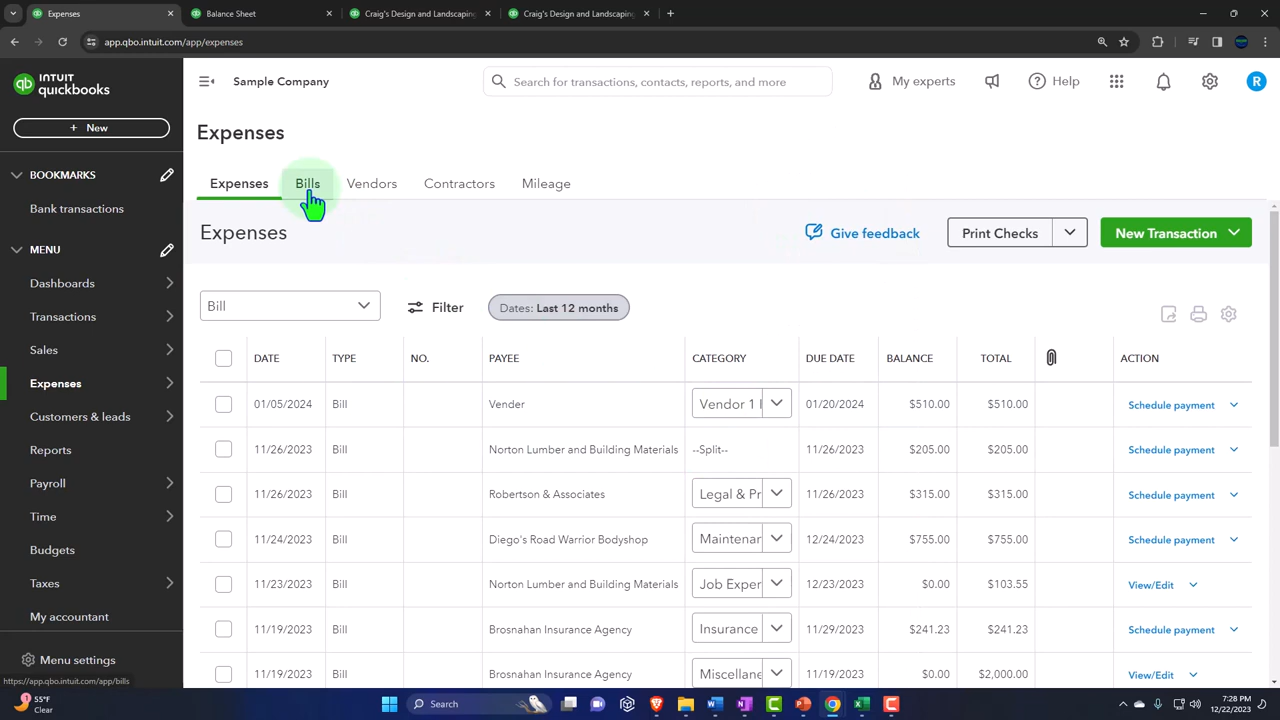 Expenses
Balance Sheet
Craig's Design and Landscaping
Craig's Design and Landscaping
app.qbo.intuit.com/app/expenses
INTUIT
quickbooks
Sample Company
Search for transactions, contacts, reports, and more
My experts
Help
R
+ New
Expenses
BOOKMARKS
Bank transactions
MENU
Dashboards
Transactions
Sales
Expenses
Customers & leads
Reports
Payroll
Time
Budgets
Taxes
My accountant
Menu settings
Expenses Bills Vendors Contractors Mileage
Expenses
Give feedback
Print Checks
New Transaction
Bill
Filter
Dates: Last 12 months
DATE TYPE NO. PAYEE CATEGORY DUE DATE BALANCE TOTAL ACTION
01/05/2024 Bill Vender Vendor 1 01/20/2024 $510.00 $510.00 Schedule payment
11/26/2023 Bill Norton Lumber and Building Materials --Split-- 11/26/2023 $205.00 $205.00 Schedule payment
11/26/2023 Bill Robertson & Associates Legal & Pr 11/26/2023 $315.00 $315.00 Schedule payment
11/24/2023 Bill Diego's Road Warrior Bodyshop Maintenar 12/24/2023 $755.00 $755.00 Schedule payment
11/23/2023 Bill Norton Lumber and Building Materials Job Exper 12/23/2023 $0.00 $103.55 View/Edit
11/19/2023 Bill Brosnahan Insurance Agency Insurance 11/29/2023 $241.23 $241.23 Schedule payment
11/19/2023 Bill Brosnahan Insurance Agency Miscellane 11/19/2023 $0.00 $2,000.00 View/Edit
https://app.qbo.intuit.com/app/bills
1
55°F
Clear
Search
7:28 PM
12/22/2023